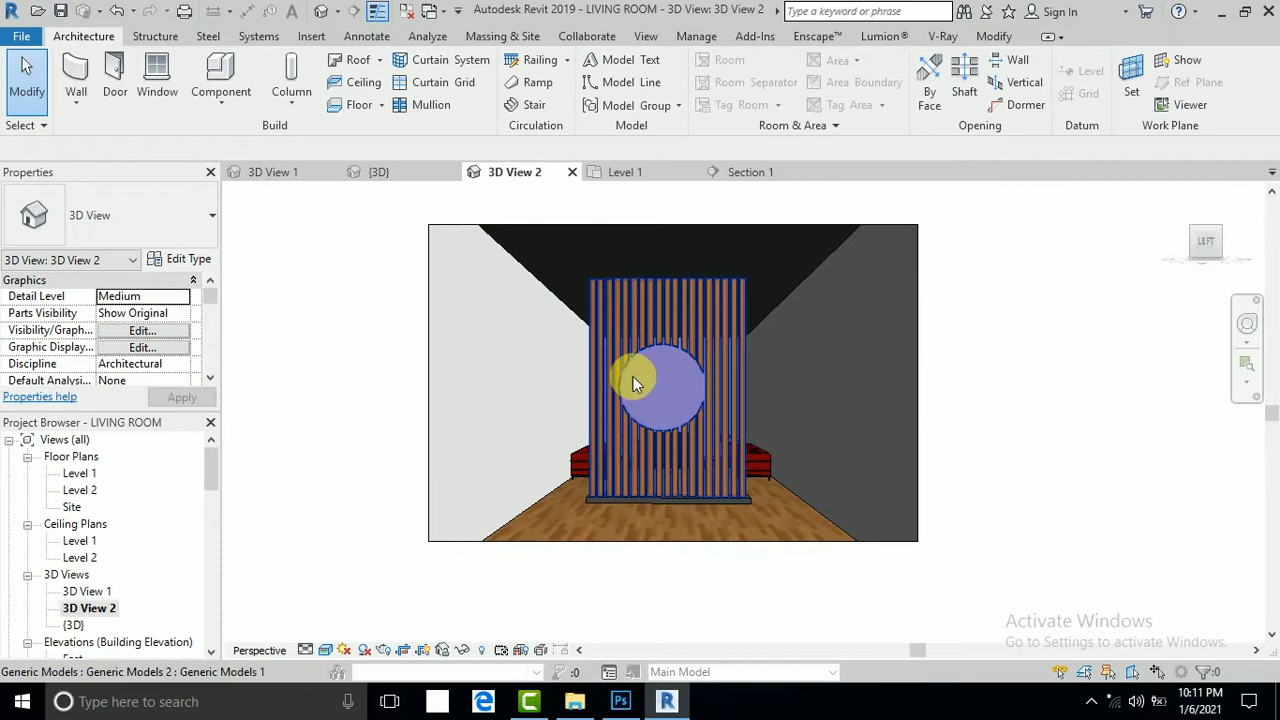 Autodesk Revit 2019 - LIVING ROOM - 3D View: 3D View 2
Type a keyword or phrase
Sign In
File
Architecture
Structure
Steel
Systems
Insert
Annotate
Analyze
Massing & Site
Collaborate
View
Manage
Add-Ins
Enscape™
Lumion®
V-Ray
Modify
Modify
Wall
Door
Window
Component
Column
Roof
Ceiling
Floor
Curtain System
Curtain Grid
Mullion
Railing
Ramp
Stair
Model Text
Model Line
Model Group
Room
Room Separator
Tag Room
Area
Area Boundary
Tag Area
By
Face
Shaft
Wall
Vertical
Dormer
Level
Grid
Set
Show
Ref Plane
Viewer
Select
Build
Circulation
Model
Room & Area
Opening
Datum
Work Plane
Properties
3D View 1
{3D}
3D View 2
Level 1
Section 1
3D View
3D View: 3D View 2
Edit Type
Graphics
Detail Level Medium
Parts Visibility Show Original
Visibility/Graph... Edit...
Graphic Display... Edit...
Discipline Architectural
Default Analysi... None
Properties help
Apply
LEFT
Project Browser - LIVING ROOM
Views (all)
Floor Plans
Level 1
Level 2
Site
Ceiling Plans
Level 1
Level 2
3D Views
3D View 1
3D View 2
{3D}
Elevations (Building Elevation)
Activate Windows
Go to Settings to activate Windows.
Perspective
Generic Models : Generic Models 2 : Generic Models 1
:0
Main Model
:0
Type here to search
10:11 PM
1/6/2021